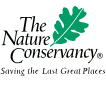 The
Nature
Conservancy®
Saving the Last Great Places